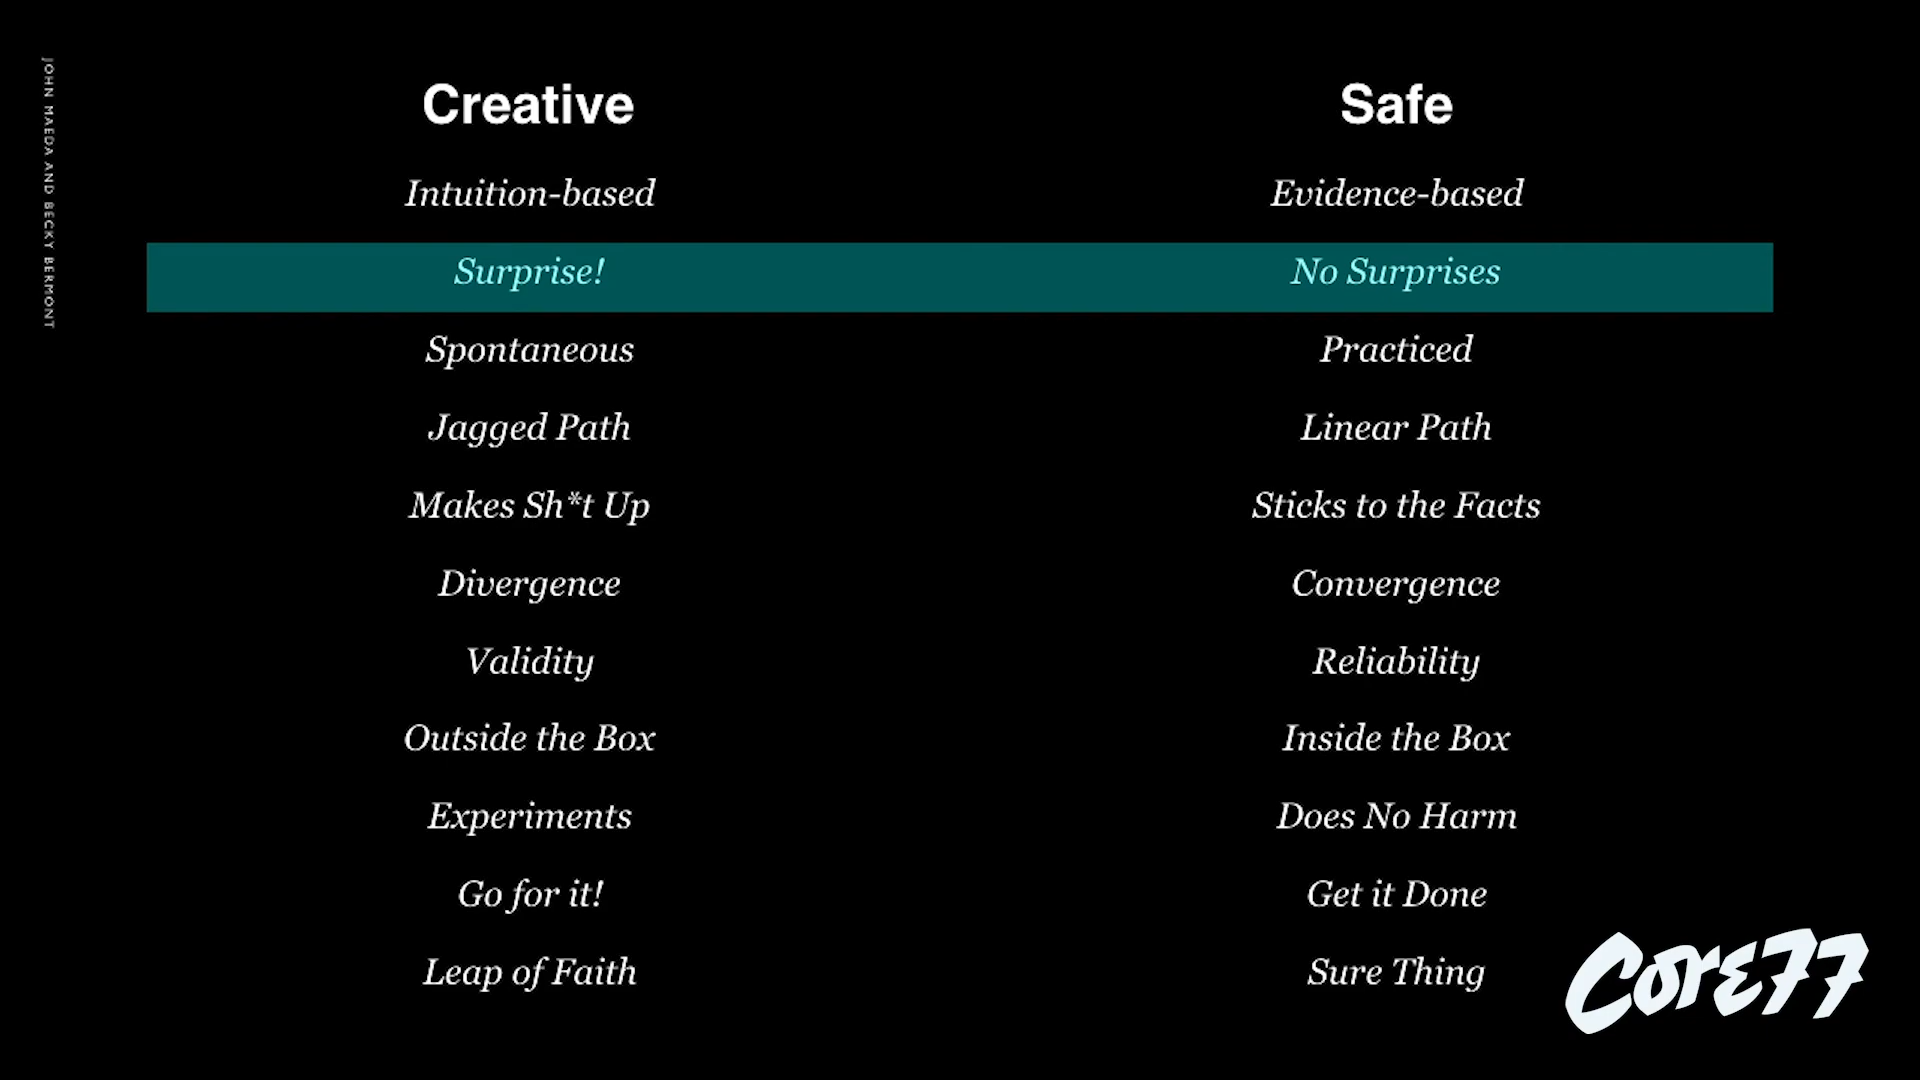 JOHN MAEDA AND BECKY BERMONT
Creative Safe
Intuition-based Evidence-based
Surprise! No Surprises
Spontaneous Practiced
Jagged Path Linear Path
Makes Sh*t Up Sticks to the Facts
Divergence Convergence
Validity Reliability
Outside the Box Inside the Box
Experiments Does No Harm
Go for it! Get it Done
Leap of Faith Sure Thing
Core77